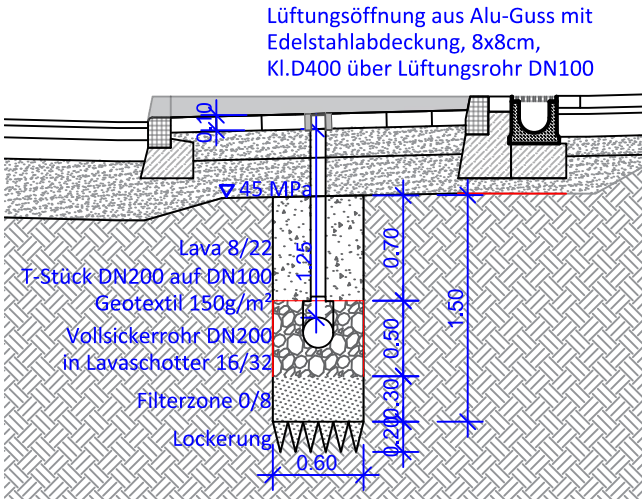 Lüftungsöffnung aus Alu-Guss mit
Edelstahlabdeckung, 8x8cm,
Kl.D400 über Lüftungsrohr DN100
0.10
45 MPa
Lava 8/22
T-Stück DN200 auf DN100
Geotextil 150g/m²
Vollsickerrohr DN200
in Lavaschotter 16/32
Filterzone 0/8
Lockerung
1.25
0.70
0.50
0.30
0.20
1.50
0.60